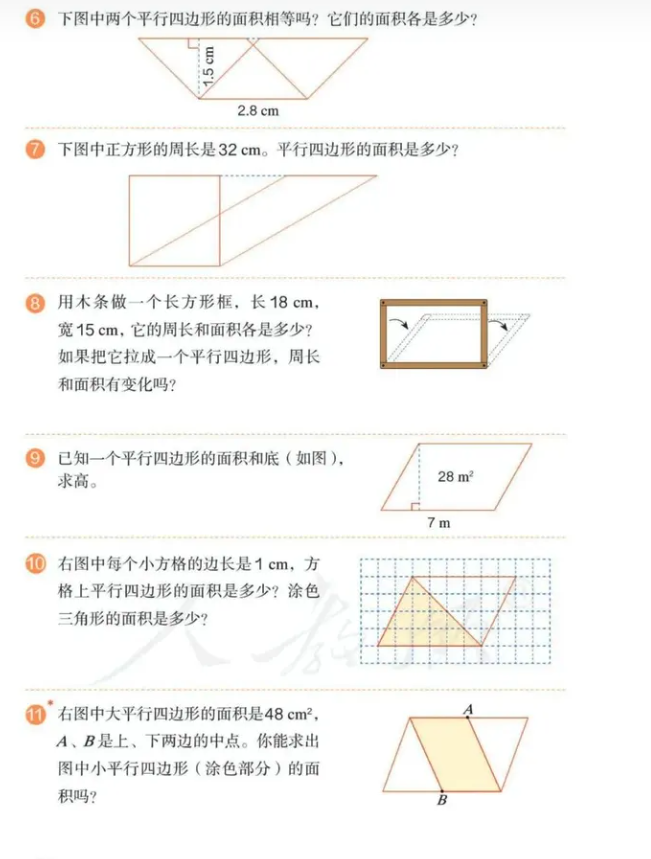 6 下图中两个平行四边形的面积相等吗？它们的面积各是多少？
1.5 cm
2.8 cm
7 下图中正方形的周长是32 cm。平行四边形的面积是多少？
8 用木条做一个长方形框，长18 cm，
宽15 cm，它的周长和面积各是多少？
如果把它拉成一个平行四边形，周长
和面积有变化吗？
9 已知一个平行四边形的面积和底（如图），
求高。
28 m²
7 m
10 右图中每个小方格的边长是1 cm，方
格上平行四边形的面积是多少？涂色
三角形的面积是多少？
11* 右图中大平行四边形的面积是48 cm²，
A、B是上、下两边的中点。你能求出
图中小平行四边形（涂色部分）的面
积吗？
A
B